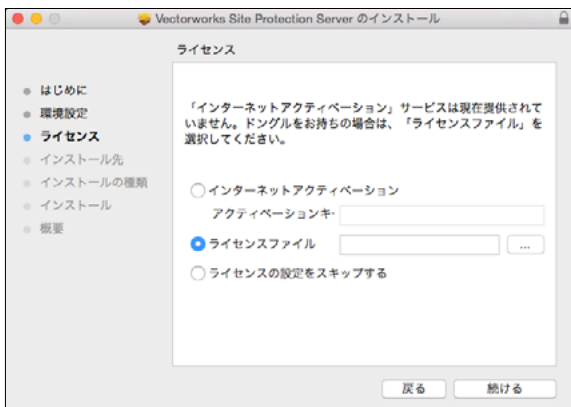 Vectorworks Site Protection Server のインストール
ライセンス
はじめに
環境設定
ライセンス
インストール先
インストールの種類
インストール
概要
「インターネットアクティベーション」サービスは現在提供されて
いません。ドングルをお持ちの場合は、「ライセンスファイル」を
選択してください。
インターネットアクティベーション
アクティベーションキ-
ライセンスファイル
...
ライセンスの設定をスキップする
戻る
続ける